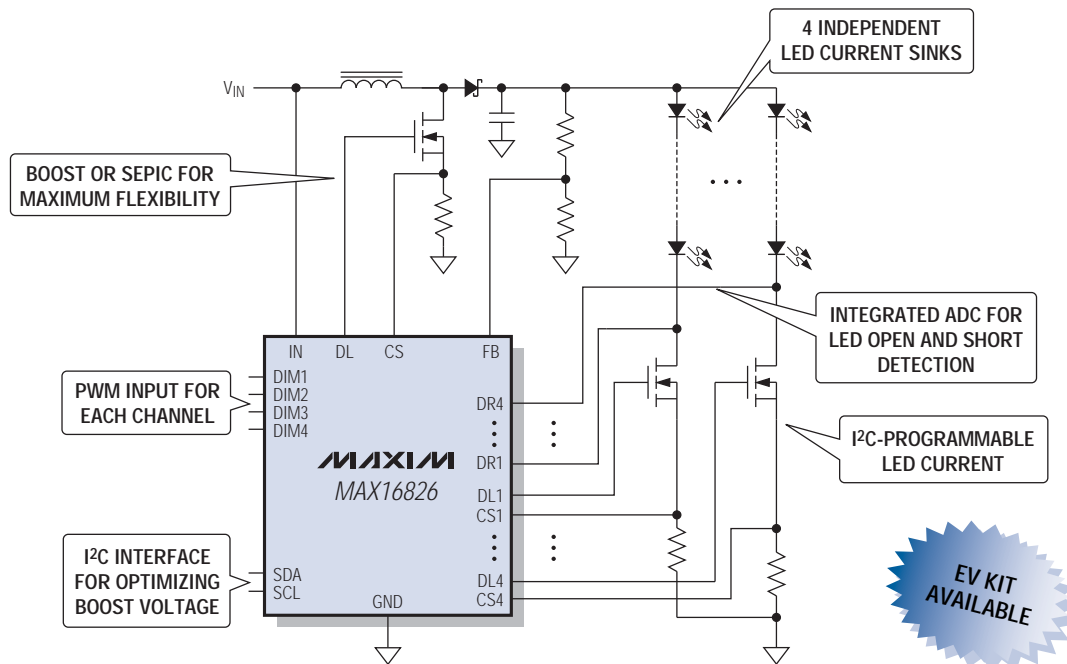 4 INDEPENDENT
LED CURRENT SINKS
VIN
BOOST OR SEPIC FOR
MAXIMUM FLEXIBILITY
INTEGRATED ADC FOR
LED OPEN AND SHORT
DETECTION
IN DL CS FB
PWM INPUT FOR
EACH CHANNEL
DIM1
DIM2
DIM3
DIM4
DR4
DR1
DL1
CS1
DL4
CS4
MAXIM
MAX16826
I²C-PROGRAMMABLE
LED CURRENT
I²C INTERFACE
FOR OPTIMIZING
BOOST VOLTAGE
SDA
SCL
GND
EV KIT
AVAILABLE